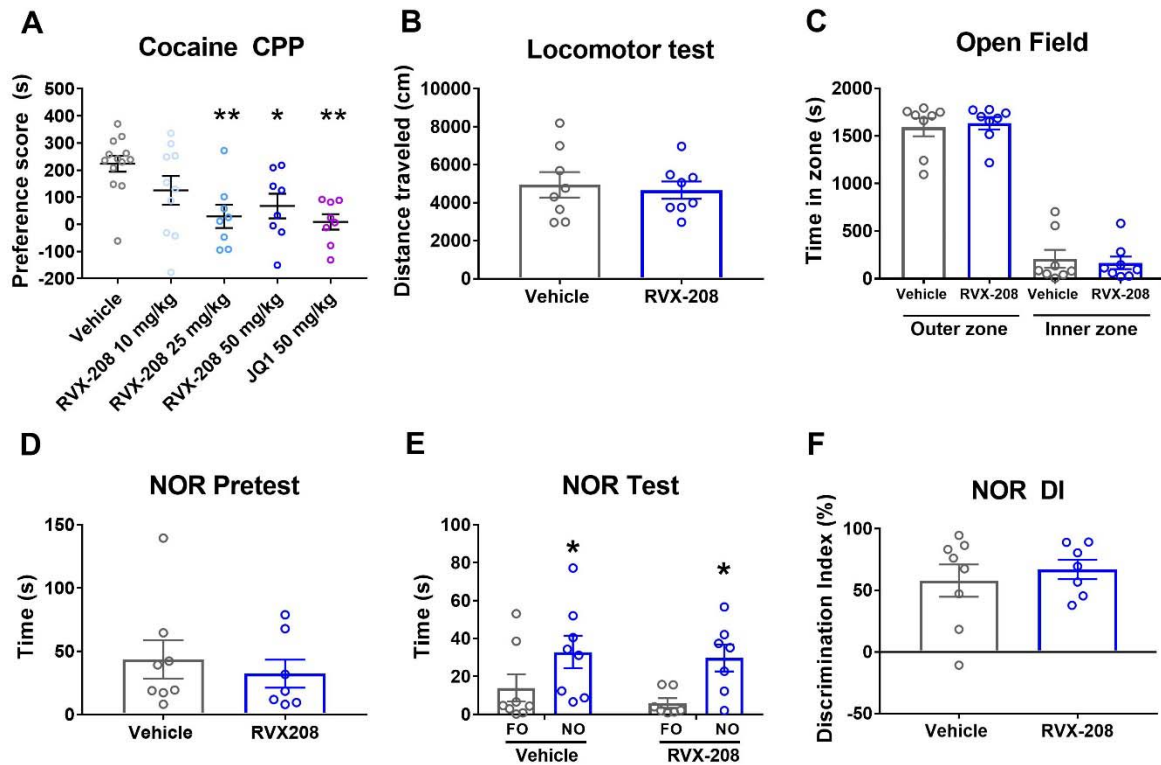 A
Cocaine CPP
Preference score (s)
500
400
300
200
100
0
-100
-200
** * **
Vehicle
RVX-208 10 mg/kg
RVX-208 25 mg/kg
RVX-208 50 mg/kg
JQ1 50 mg/kg
B
Locomotor test
Distance traveled (cm)
10000
8000
6000
4000
2000
0
Vehicle RVX-208
C
Open Field
Time in zone (s)
2000
1500
1000
500
0
Vehicle RVX-208 Vehicle RVX-208
Outer zone Inner zone
D
NOR Pretest
Time (s)
150
100
50
0
Vehicle RVX208
E
NOR Test
Time (s)
100
80
60
40
20
0
* *
FO NO FO NO
Vehicle RVX-208
F
NOR DI
Discrimination Index (%)
100
50
0
-50
Vehicle RVX-208